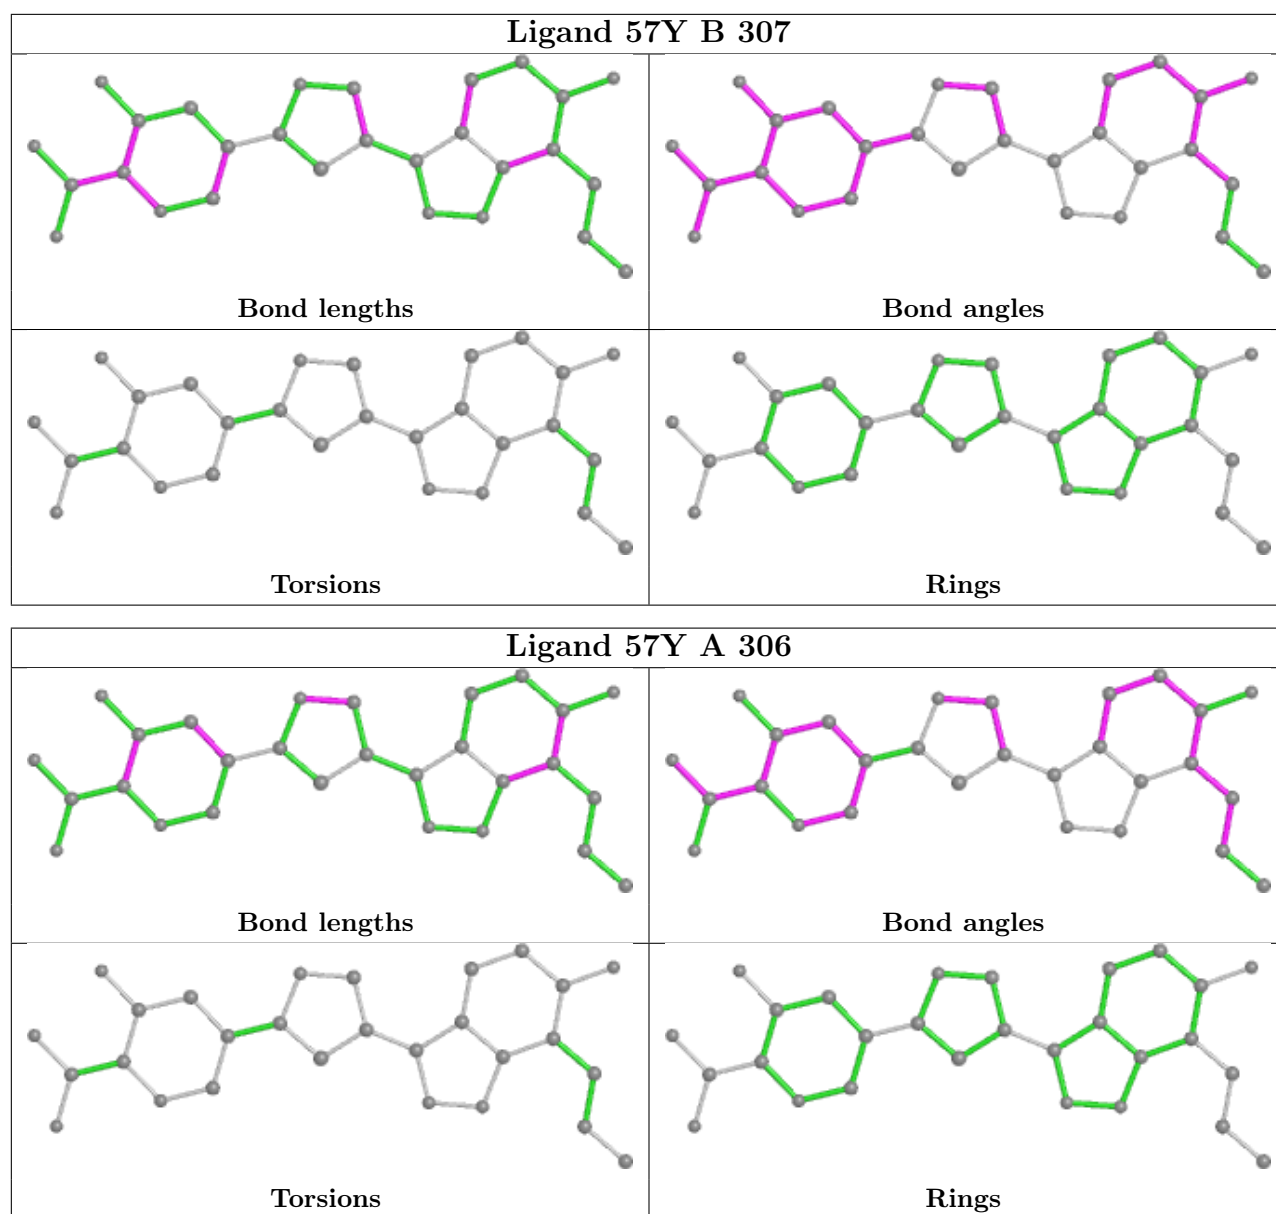 Ligand 57Y B 307
Bond lengths
Bond angles
Torsions
Rings
Ligand 57Y A 306
Bond lengths
Bond angles
Torsions
Rings